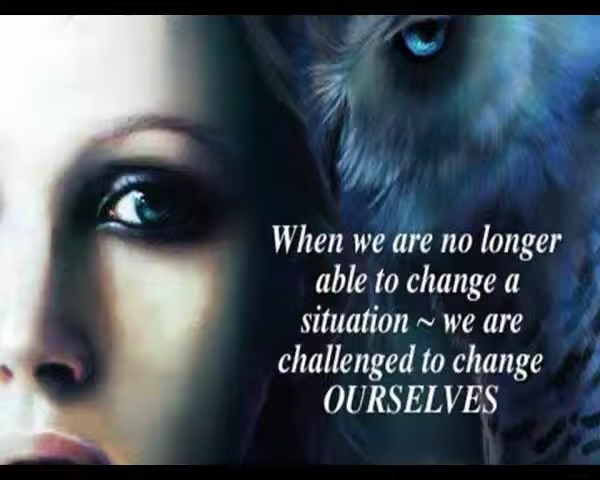 When we are no longer
able to change a
situation ~ we are
challenged to change
OURSELVES